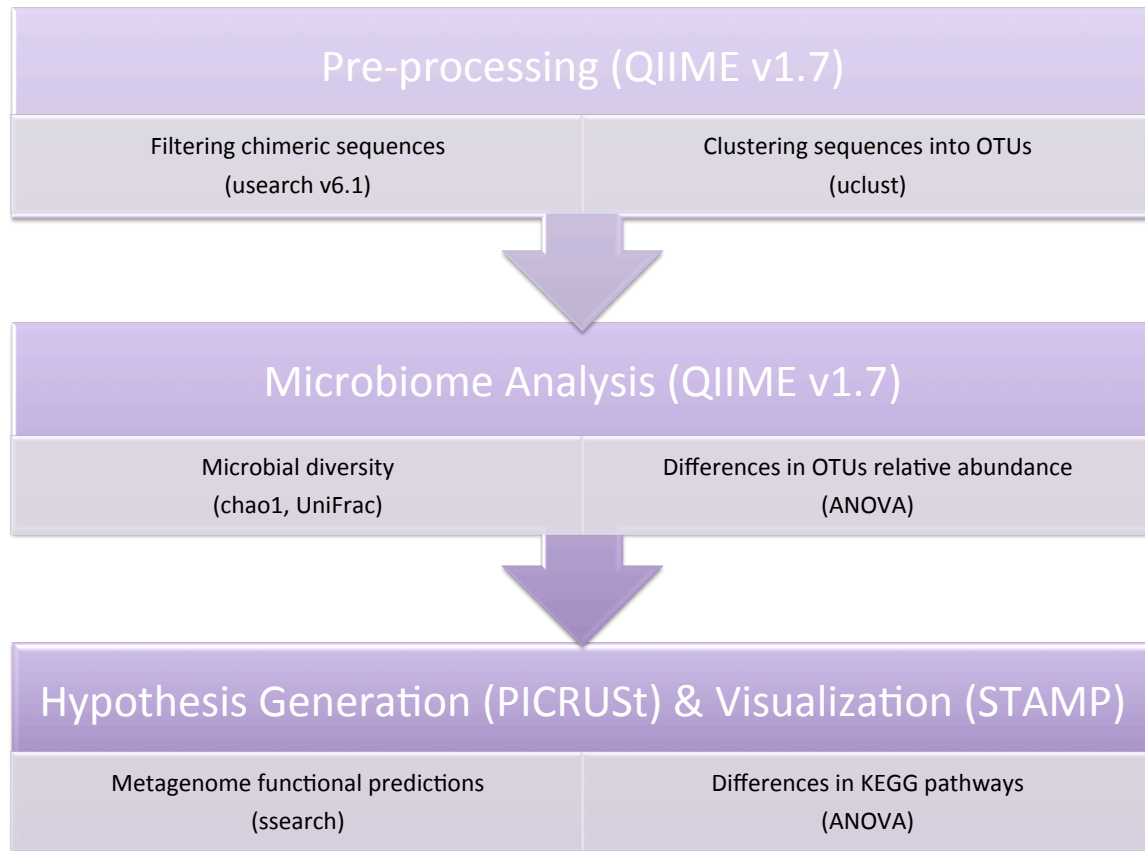 Pre-processing (QIIME v1.7)
Filtering chimeric sequences
(usearch v6.1)
Clustering sequences into OTUs
(uclust)
Microbiome Analysis (QIIME v1.7)
Microbial diversity
(chao1, UniFrac)
Differences in OTUs relative abundance
(ANOVA)
Hypothesis Generation (PICRUSt) & Visualization (STAMP)
Metagenome functional predictions
(ssearch)
Differences in KEGG pathways
(ANOVA)